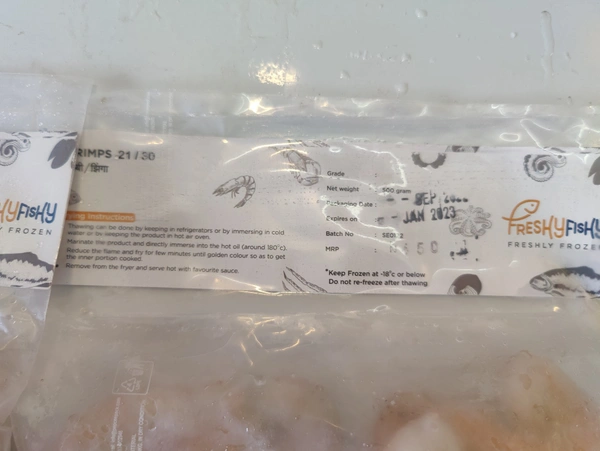 RIMPS 21/30
झिंगा
ying Instructions
Thawing can be done by keeping in refrigerators or by immersing in cold
water or by keeping the product in hot air oven.
Marinate the product and directly immerse into the hot oil (around 180°C).
Reduce the flame and fry for few minutes until golden colour so as to get
the inner portion cooked.
Remove from the fryer and serve hot with favourite sauce.
Grade :
Net weight : 500 gram
Packaging Date : SEP
Expires on : JAN 2023
Batch No :
MRP :
*Keep Frozen at -18°c or below
Do not re-freeze after thawing.
HYFISHY
Y FROZEN
FRESHYFISHY
FRESHLY FROZEN